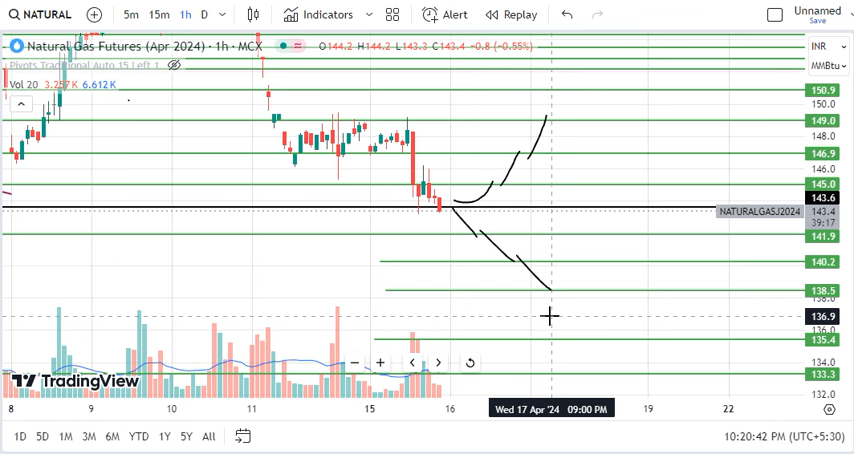 NATURAL 5m 15m 1h D Indicators Alert Replay Unnamed
Save
Natural Gas Futures (Apr 2024) · 1h · MCX O144.2 H144.2 L143.3 C143.4 -0.8 (-0.55%) INR
Pivots Traditional Auto 15 Left 1 MMBtu
Vol 20 3.257 K 6.612 K
150.9
150.0
149.0
148.0
146.9
146.0
145.0
143.6
NATURALGASJ2024 143.4
39:17
141.9
140.2
138.5
138.0
136.9
136.0
135.4
134.0
133.3
132.0
TradingView
8 9 10 11 15 16 Wed 17 Apr '24 09:00 PM 19 22
1D 5D 1M 3M 6M YTD 1Y 5Y All 10:20:42 PM (UTC+5:30)